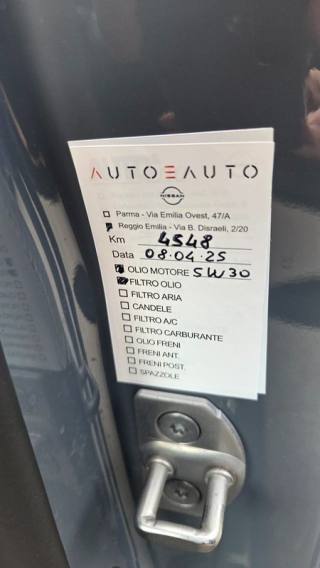 AUTOEAUTO
NISSAN
Parma - Via Emilia Ovest, 47/A
Reggio Emilia - Via B. Disraeli, 2/20
Km 4548
Data 08.04.25
OLIO MOTORE 5W30
FILTRO OLIO
FILTRO ARIA
CANDELE
FILTRO A/C
FILTRO CARBURANTE
OLIO FRENI
FRENI ANT.
FRENI POST.
SPAZZOLE